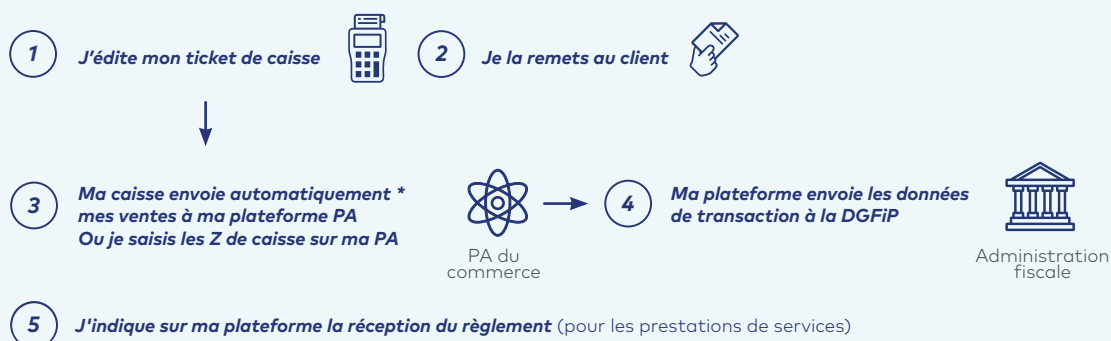 1 J'édite mon ticket de caisse
2 Je la remets au client
3 Ma caisse envoie automatiquement *
mes ventes à ma plateforme PA
Ou je saisis les Z de caisse sur ma PA
PA du
commerce
4 Ma plateforme envoie les données
de transaction à la DGFiP
Administration
fiscale
5 J'indique sur ma plateforme la réception du règlement (pour les prestations de services)